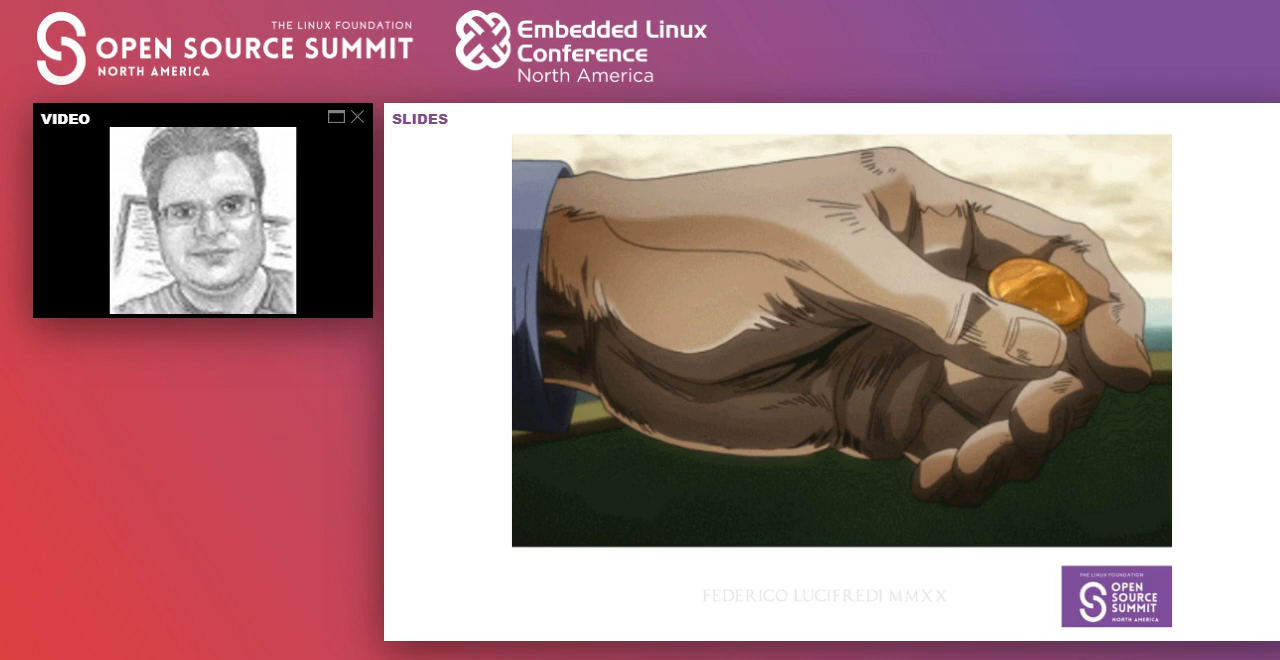 THE LINUX FOUNDATION
OPEN SOURCE SUMMIT
NORTH AMERICA
Embedded Linux
Conference
North America
VIDEO
SLIDES
FEDERICO LUCIFREDI MMXX
THE LINUX FOUNDATION
OPEN
SOURCE
SUMMIT
NORTH AMERICA